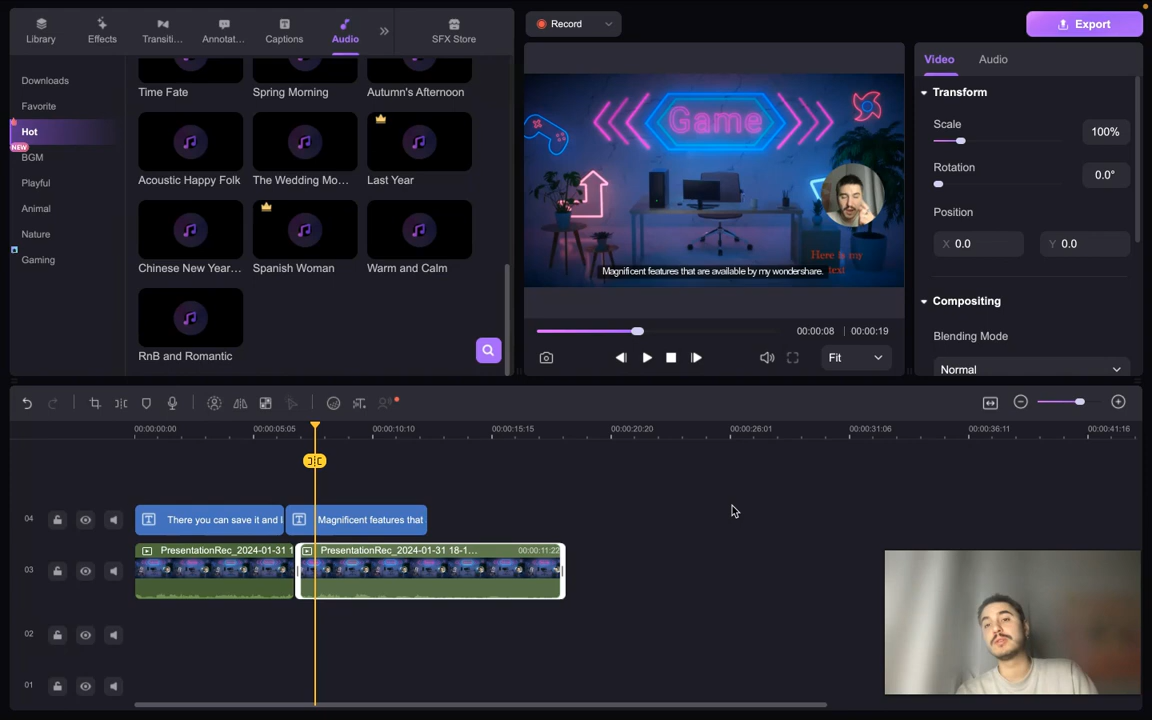 Library
Effects
Transiti...
Annotat...
Captions
Audio
SFX Store
Record
Export
Downloads
Favorite
Hot
NEW
BGM
Playful
Animal
Nature
Gaming
Time Fate
Spring Morning
Autumn's Afternoon
Acoustic Happy Folk
The Wedding Mo...
Last Year
Chinese New Year...
Spanish Woman
Warm and Calm
RnB and Romantic
Game
Here is my
text
Magnificent features that are available by my wondershare.
00:00:08 | 00:00:19
Fit
Video
Audio
Transform
Scale
100%
Rotation
0.0°
Position
X 0.0
Y 0.0
Compositing
Blending Mode
Normal
00:00:00:00
00:00:05:05
00:00:10:10
00:00:15:15
00:00:20:20
00:00:26:01
00:00:31:06
00:00:36:11
00:00:41:16
04
There you can save it and l
Magnificent features that
03
PresentationRec_2024-01-31 1
PresentationRec_2024-01-31 18-1...
00:00:11:22
02
01